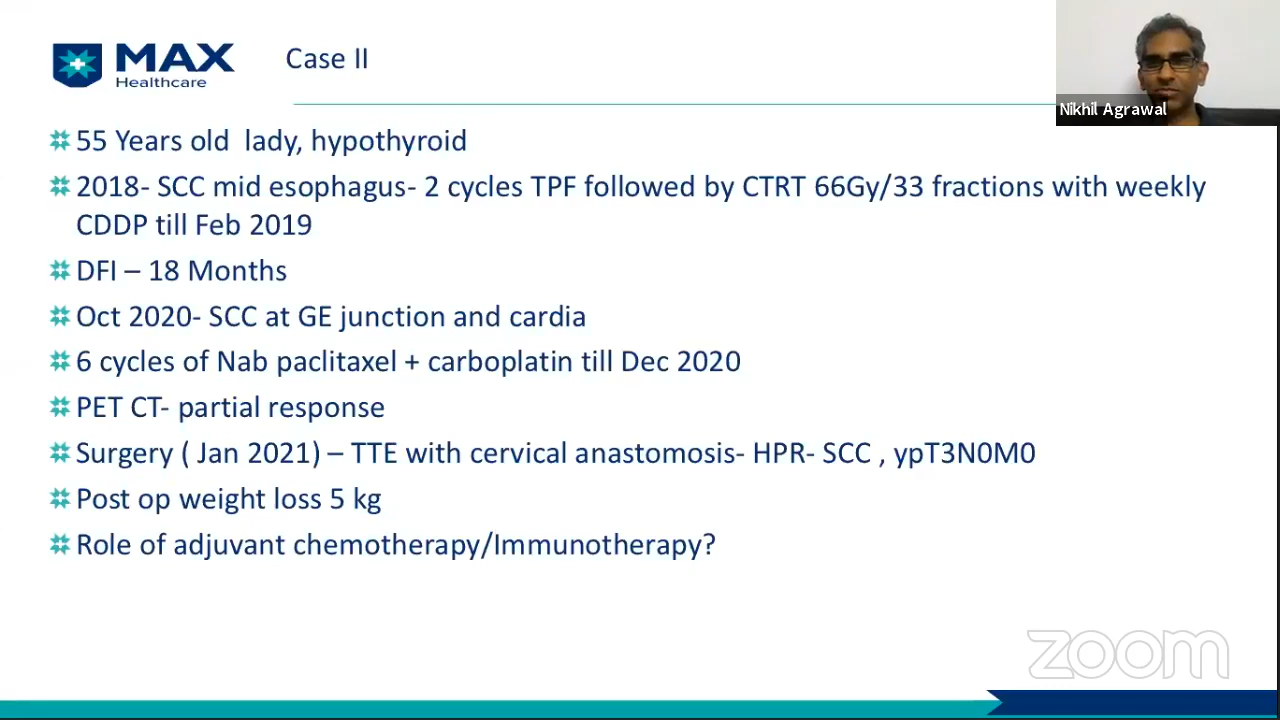 MAX
Healthcare
Case II
Nikhil Agrawal
55 Years old lady, hypothyroid
2018- SCC mid esophagus- 2 cycles TPF followed by CTRT 66Gy/33 fractions with weekly
CDDP till Feb 2019
DFI – 18 Months
Oct 2020- SCC at GE junction and cardia
6 cycles of Nab paclitaxel + carboplatin till Dec 2020
PET CT- partial response
Surgery ( Jan 2021) – TTE with cervical anastomosis- HPR- SCC , ypT3N0M0
Post op weight loss 5 kg
Role of adjuvant chemotherapy/Immunotherapy?
zoom